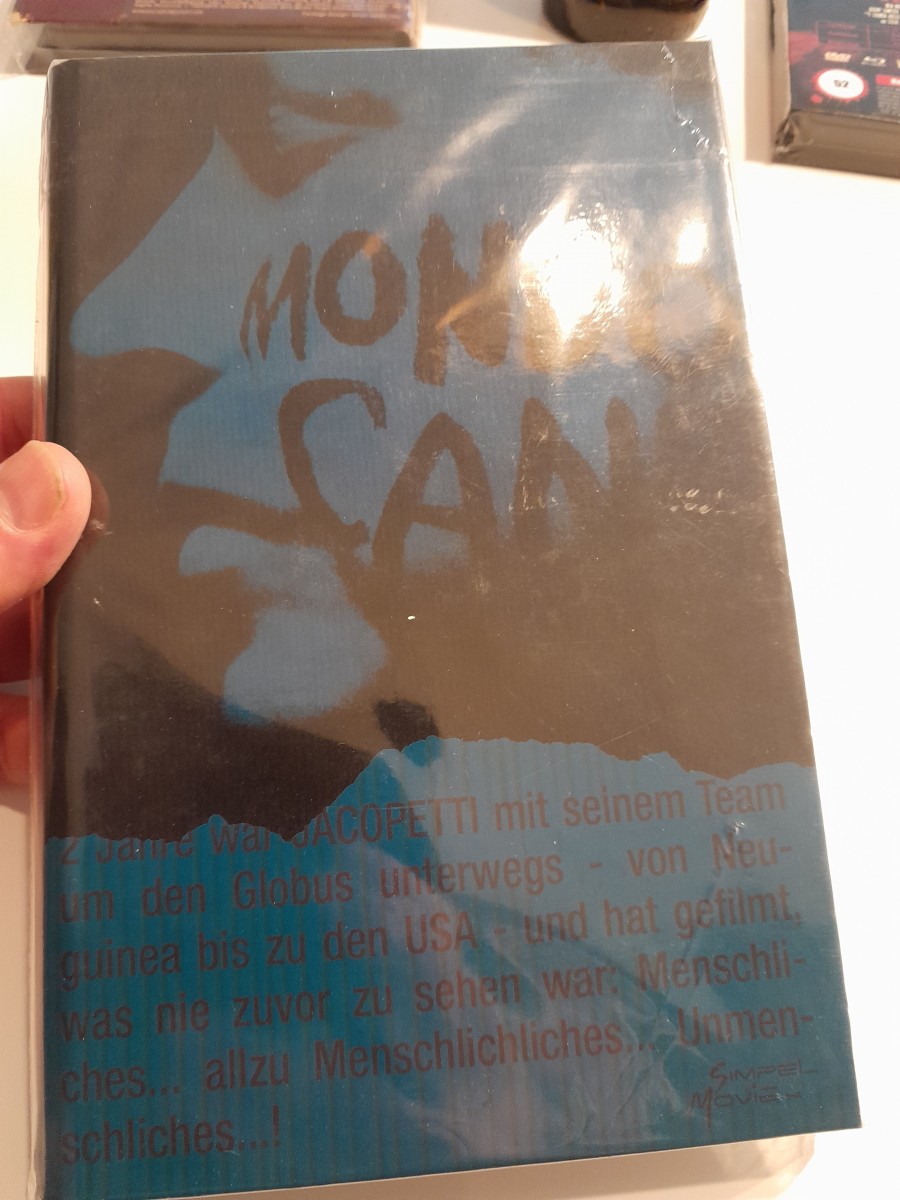 MON
SAN
2 Jahre war JACOPETTI mit seinem Team
um den Globus unterwegs - von Neu-
guinea bis zu den USA - und hat gefilmt,
was nie zuvor zu sehen war: Menschli-
ches... allzu Menschlichliches... Unmen-
schliches...!
SIMPEL
MOVIE